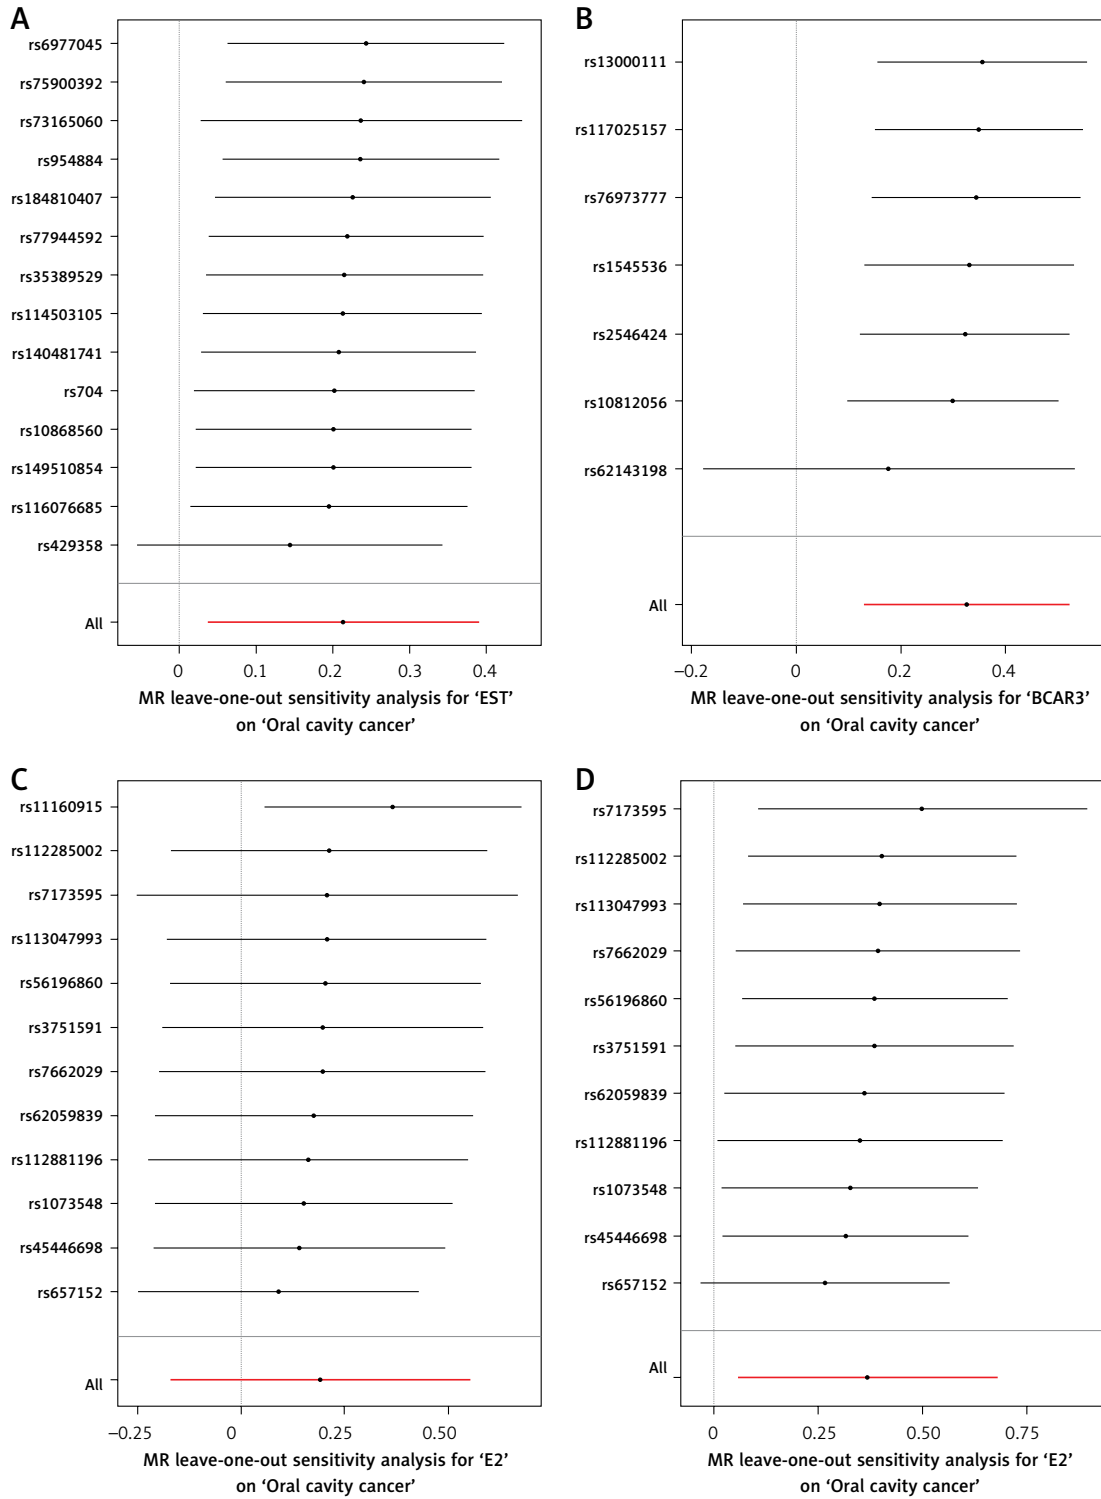 A
rs6977045
rs75900392
rs73165060
rs954884
rs184810407
rs77944592
rs35389529
rs114503105
rs140481741
rs704
rs10868560
rs149510854
rs116076685
rs429358
All
0 0.1 0.2 0.3 0.4
MR leave-one-out sensitivity analysis for ‘EST’
on ‘Oral cavity cancer’
B
rs13000111
rs117025157
rs76973777
rs1545536
rs2546424
rs10812056
rs62143198
All
−0.2 0 0.2 0.4
MR leave-one-out sensitivity analysis for ‘BCAR3’
on ‘Oral cavity cancer’
C
rs11160915
rs112285002
rs7173595
rs113047993
rs56196860
rs3751591
rs7662029
rs62059839
rs112881196
rs1073548
rs45446698
rs657152
All
−0.25 0 0.25 0.50
MR leave-one-out sensitivity analysis for ‘E2’
on ‘Oral cavity cancer’
D
rs7173595
rs112285002
rs113047993
rs7662029
rs56196860
rs3751591
rs62059839
rs112881196
rs1073548
rs45446698
rs657152
All
0 0.25 0.50 0.75
MR leave-one-out sensitivity analysis for ‘E2’
on ‘Oral cavity cancer’